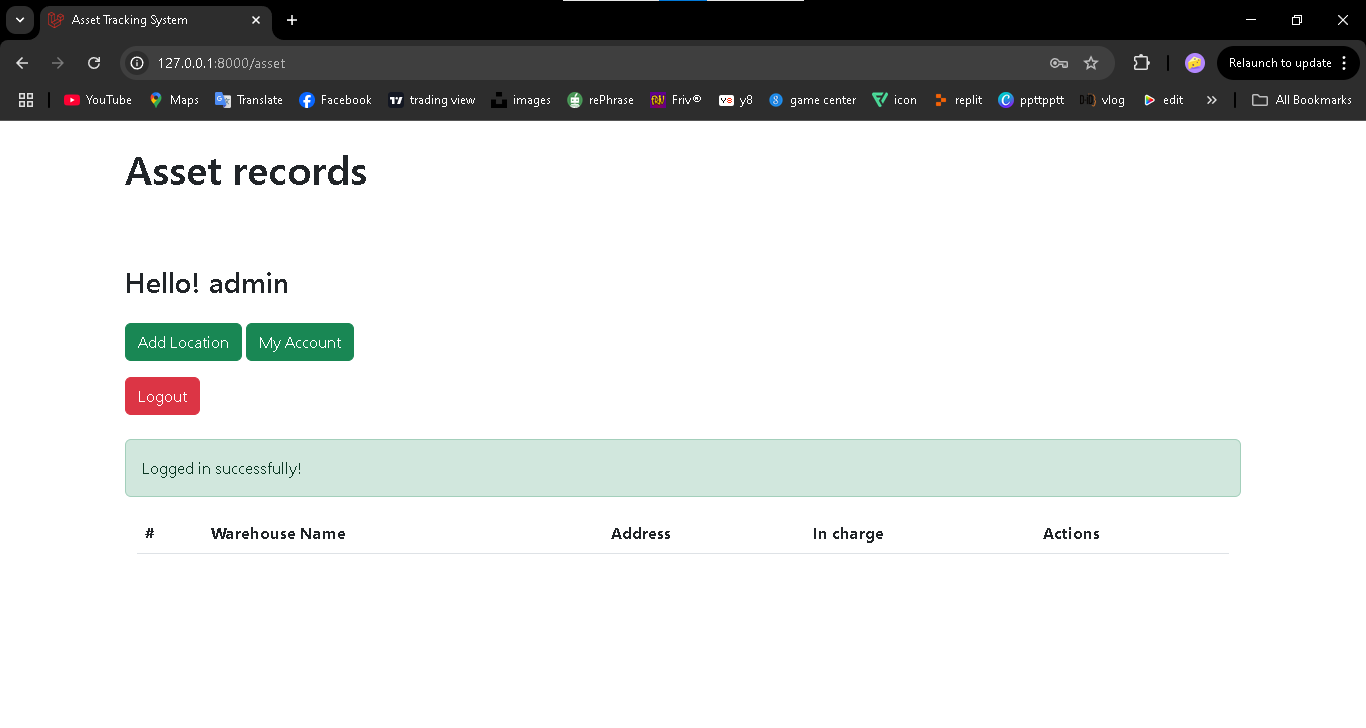 Asset Tracking System
127.0.0.1:8000/asset
Relaunch to update
YouTube Maps Translate Facebook trading view images rePhrase Friv® y8 game center icon replit ppttpptt vlog edit » All Bookmarks
Asset records
Hello! admin
Add Location My Account
Logout
Logged in successfully!
# Warehouse Name Address In charge Actions